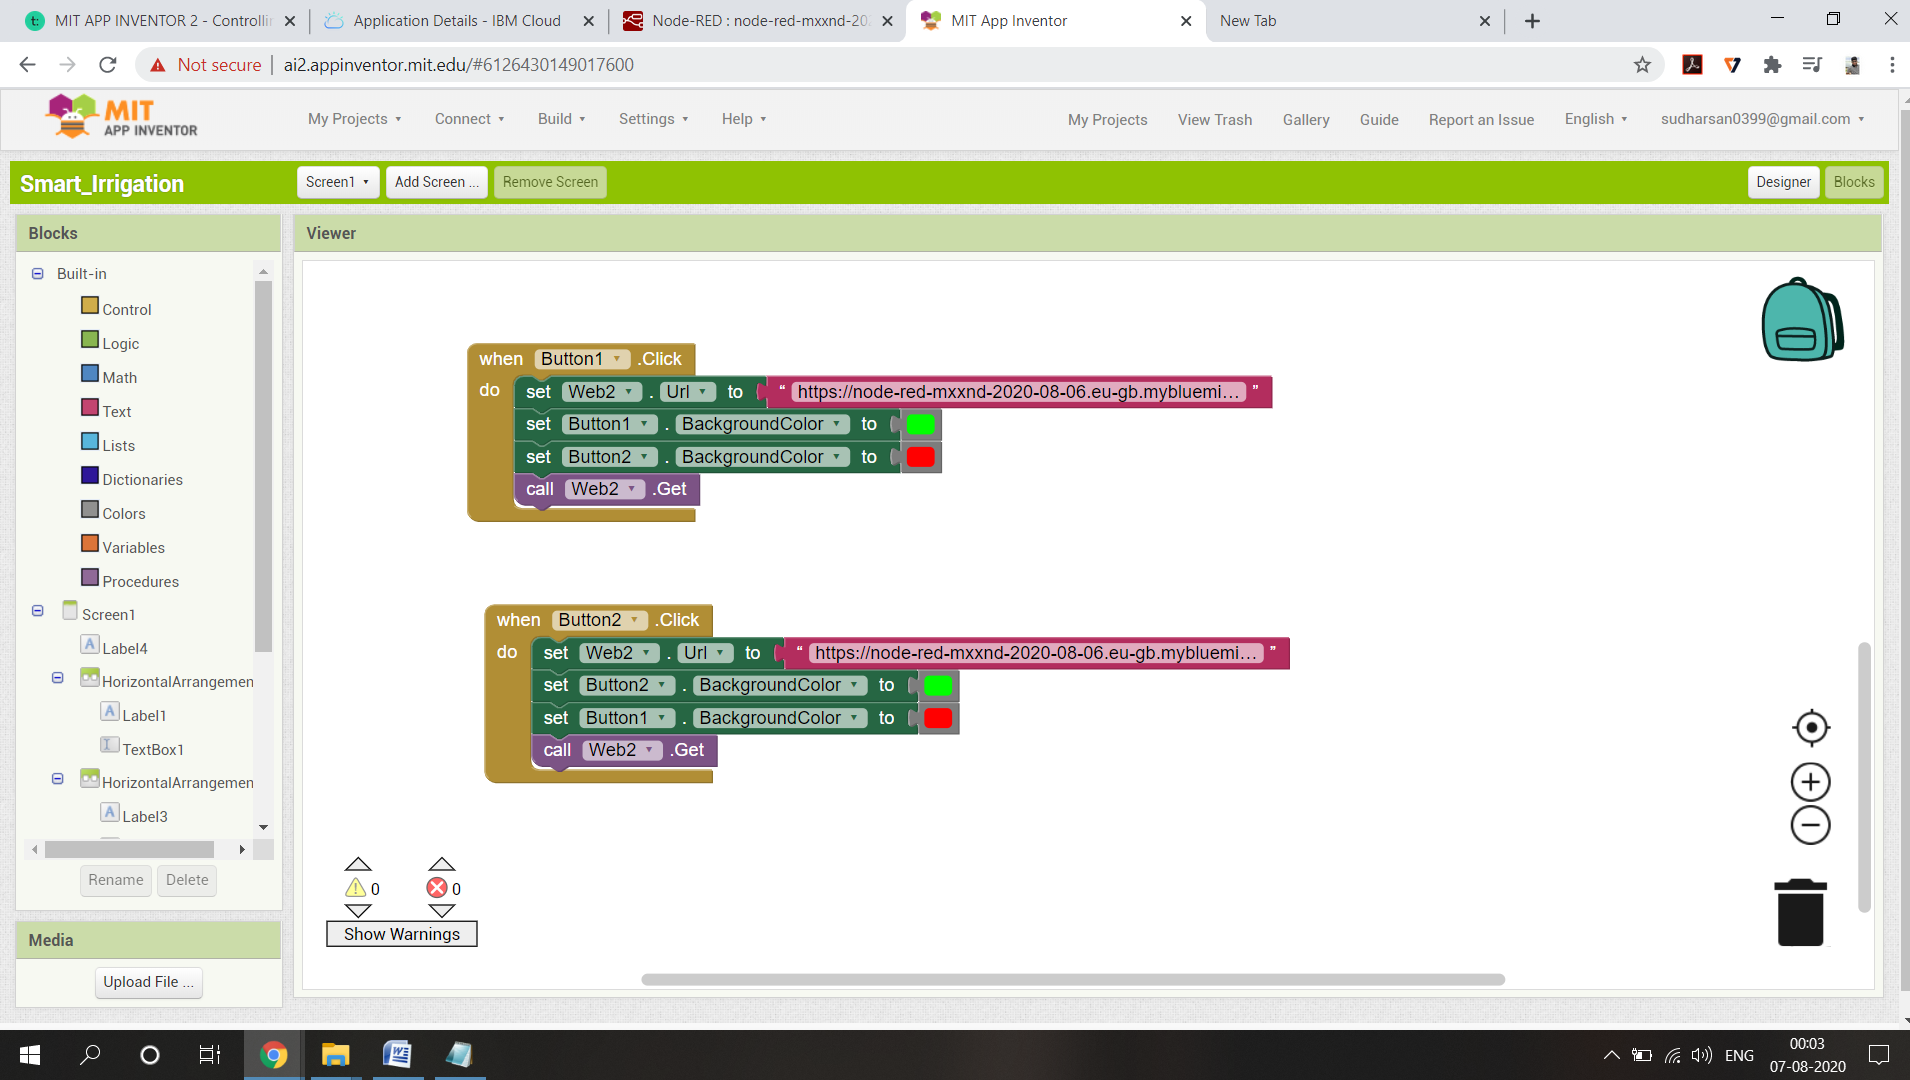 MIT APP INVENTOR 2 - Controllin
Application Details - IBM Cloud
Node-RED : node-red-mxxnd-202
MIT App Inventor
New Tab
Not secure | ai2.appinventor.mit.edu/#6126430149017600
MIT
APP INVENTOR
My Projects Connect Build Settings Help My Projects View Trash Gallery Guide Report an Issue English sudharsan0399@gmail.com
Smart_Irrigation Screen1 Add Screen ... Remove Screen Designer Blocks
Blocks
Built-in
Control
Logic
Math
Text
Lists
Dictionaries
Colors
Variables
Procedures
Screen1
Label4
HorizontalArrangemen
Label1
TextBox1
HorizontalArrangemen
Label3
Rename Delete
Media
Upload File ...
Viewer
when Button1 .Click
do set Web2 . Url to “ https://node-red-mxxnd-2020-08-06.eu-gb.mybluemi... ”
set Button1 . BackgroundColor to
set Button2 . BackgroundColor to
call Web2 .Get
when Button2 .Click
do set Web2 . Url to “ https://node-red-mxxnd-2020-08-06.eu-gb.mybluemi... ”
set Button2 . BackgroundColor to
set Button1 . BackgroundColor to
call Web2 .Get
0 0
Show Warnings
ENG
00:03
07-08-2020